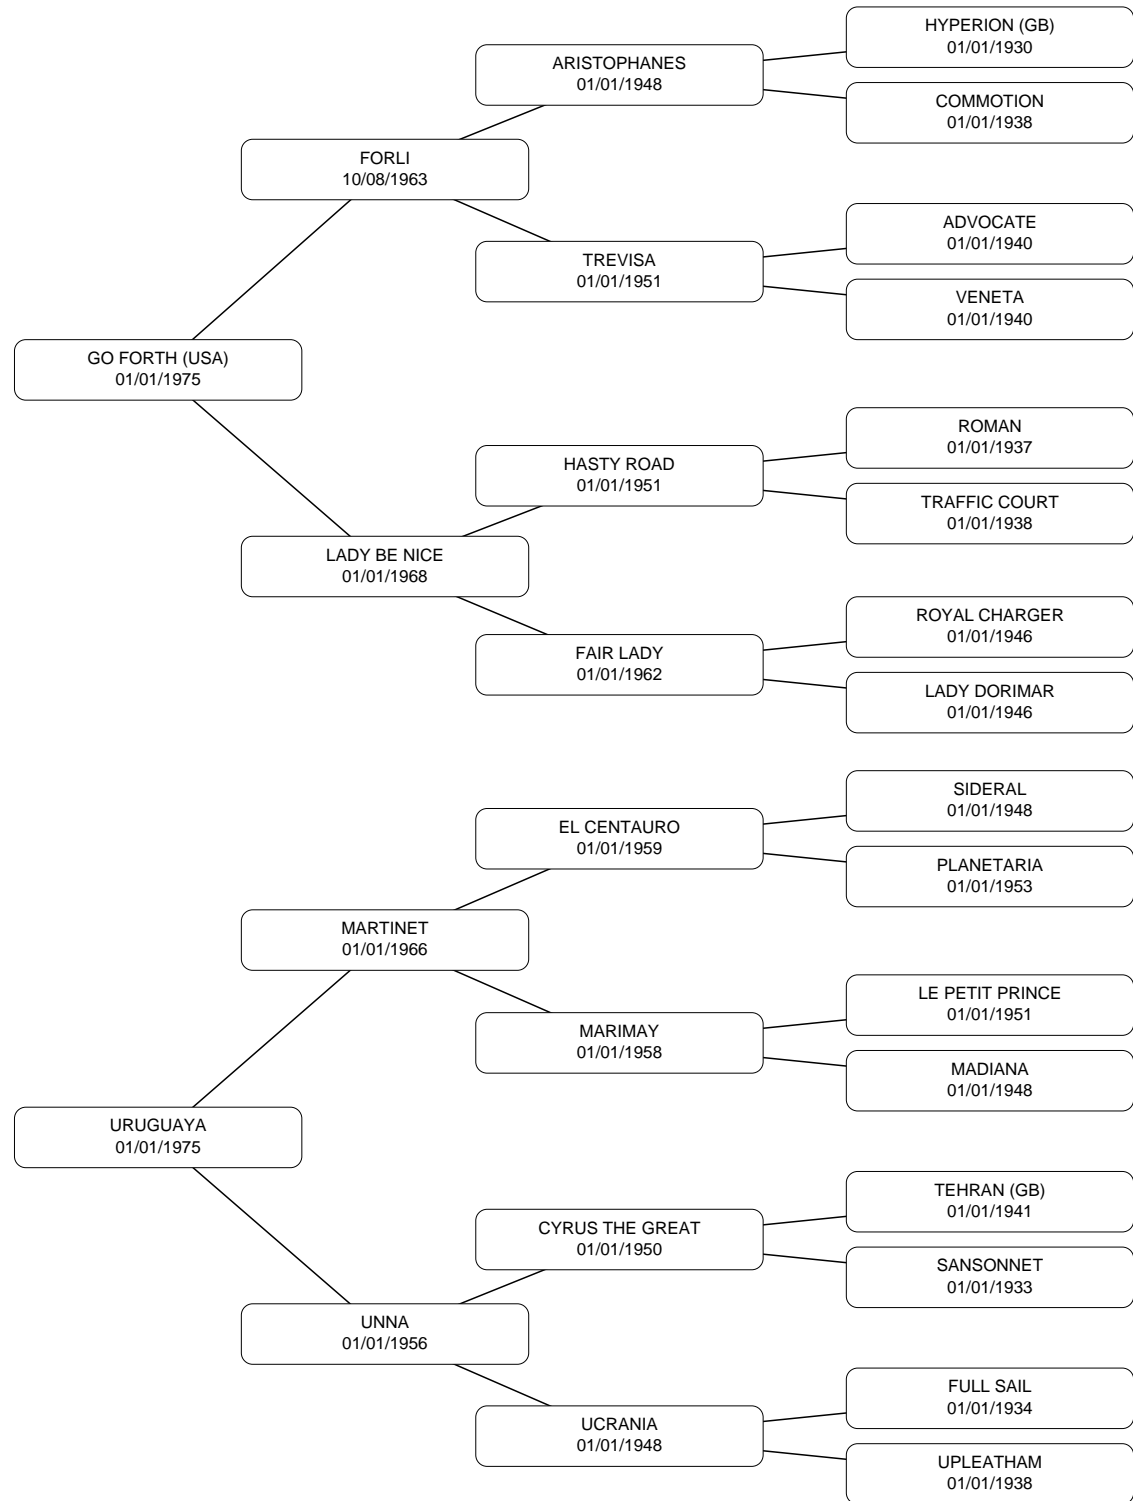 HYPERION (GB)
01/01/1930
ARISTOPHANES
01/01/1948
COMMOTION
01/01/1938
FORLI
10/08/1963
ADVOCATE
01/01/1940
TREVISA
01/01/1951
VENETA
01/01/1940
GO FORTH (USA)
01/01/1975
ROMAN
01/01/1937
HASTY ROAD
01/01/1951
TRAFFIC COURT
01/01/1938
LADY BE NICE
01/01/1968
ROYAL CHARGER
01/01/1946
FAIR LADY
01/01/1962
LADY DORIMAR
01/01/1946
SIDERAL
01/01/1948
EL CENTAURO
01/01/1959
PLANETARIA
01/01/1953
MARTINET
01/01/1966
LE PETIT PRINCE
01/01/1951
MARIMAY
01/01/1958
MADIANA
01/01/1948
URUGUAYA
01/01/1975
TEHRAN (GB)
01/01/1941
CYRUS THE GREAT
01/01/1950
SANSONNET
01/01/1933
UNNA
01/01/1956
FULL SAIL
01/01/1934
UCRANIA
01/01/1948
UPLEATHAM
01/01/1938